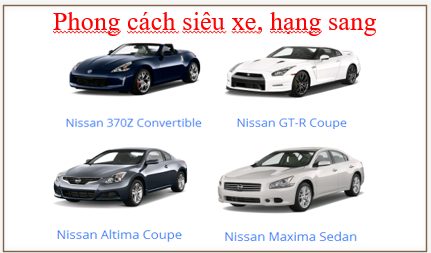 Phong cách siêu xe, hạng sang
Nissan 370Z Convertible
Nissan GT-R Coupe
Nissan Altima Coupe
Nissan Maxima Sedan